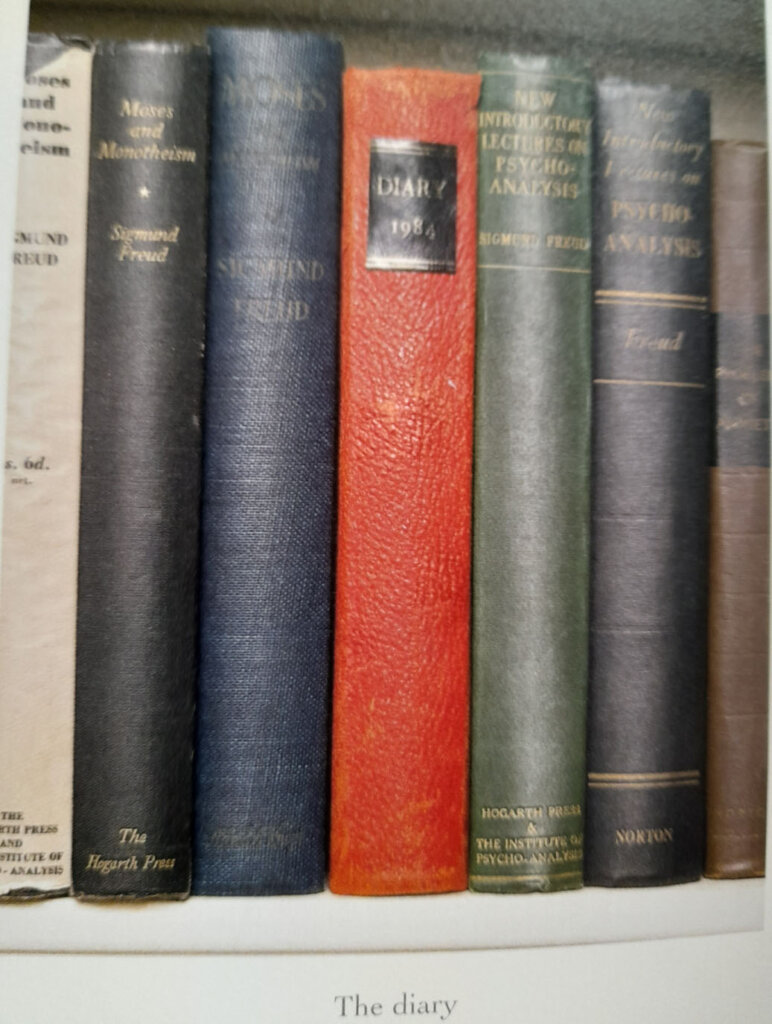 oses
and
ono-
eism
GMUND
REUD
s. 6d.
THE
RTH PRESS
AND
STITUTE OF
O-ANALYSIS
Moses
and
Monotheism
Sigmund
Freud
The
Hogarth Press
MOSES
SIGMUND
FREUD
DIARY
1984
NEW
INTRODUCTORY
LECTURES ON
PSYCHO-
ANALYSIS
SIGMUND FREUD
HOGARTH PRESS
&
THE INSTITUTE OF
PSYCHO-ANALYSIS
New
Introductory
Lectures on
PSYCHO-
ANALYSIS
Freud
NORTON
The diary